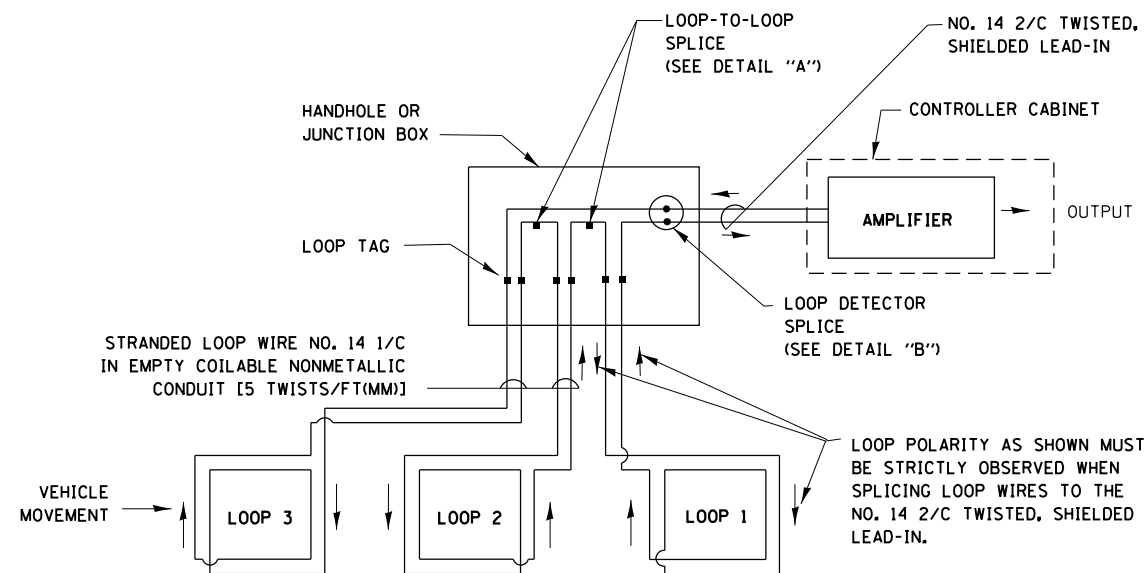 LOOP-TO-LOOP
SPLICE
(SEE DETAIL "A")
NO. 14 2/C TWISTED,
SHIELDED LEAD-IN
HANDHOLE OR
JUNCTION BOX
CONTROLLER CABINET
AMPLIFIER
OUTPUT
LOOP TAG
LOOP DETECTOR
SPLICE
(SEE DETAIL "B")
STRANDED LOOP WIRE NO. 14 1/C
IN EMPTY COILABLE NONMETALLIC
CONDUIT [5 TWISTS/FT(MM)]
LOOP POLARITY AS SHOWN MUST
BE STRICTLY OBSERVED WHEN
SPLICING LOOP WIRES TO THE
NO. 14 2/C TWISTED, SHIELDED
LEAD-IN.
VEHICLE
MOVEMENT
LOOP 3
LOOP 2
LOOP 1